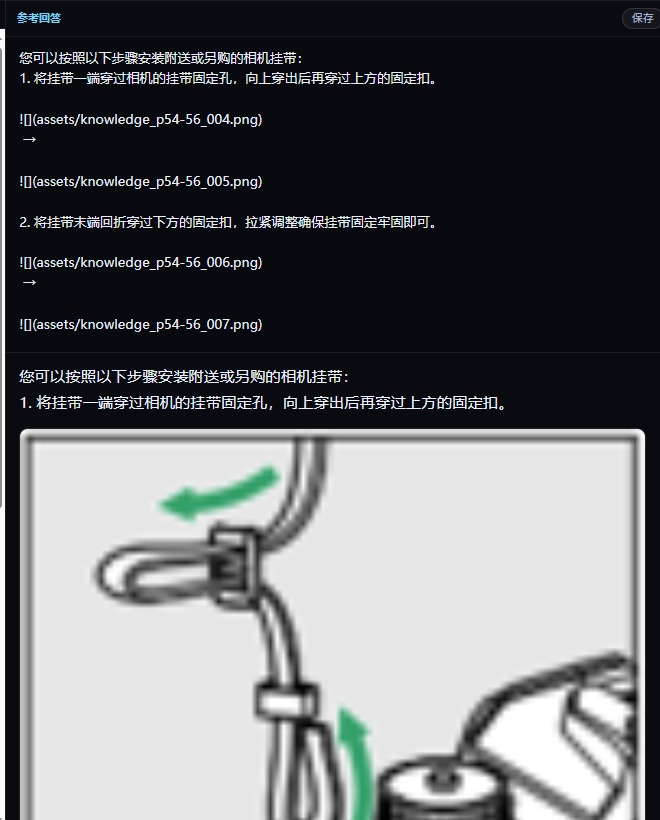 参考回答
保存
您可以按照以下步骤安装附送或另购的相机挂带：
1. 将挂带一端穿过相机的挂带固定孔，向上穿出后再穿过上方的固定扣。
![](assets/knowledge_p54-56_004.png)
→
![](assets/knowledge_p54-56_005.png)
2. 将挂带末端回折穿过下方的固定扣，拉紧调整确保挂带固定牢固即可。
![](assets/knowledge_p54-56_006.png)
→
![](assets/knowledge_p54-56_007.png)
您可以按照以下步骤安装附送或另购的相机挂带：
1. 将挂带一端穿过相机的挂带固定孔，向上穿出后再穿过上方的固定扣。